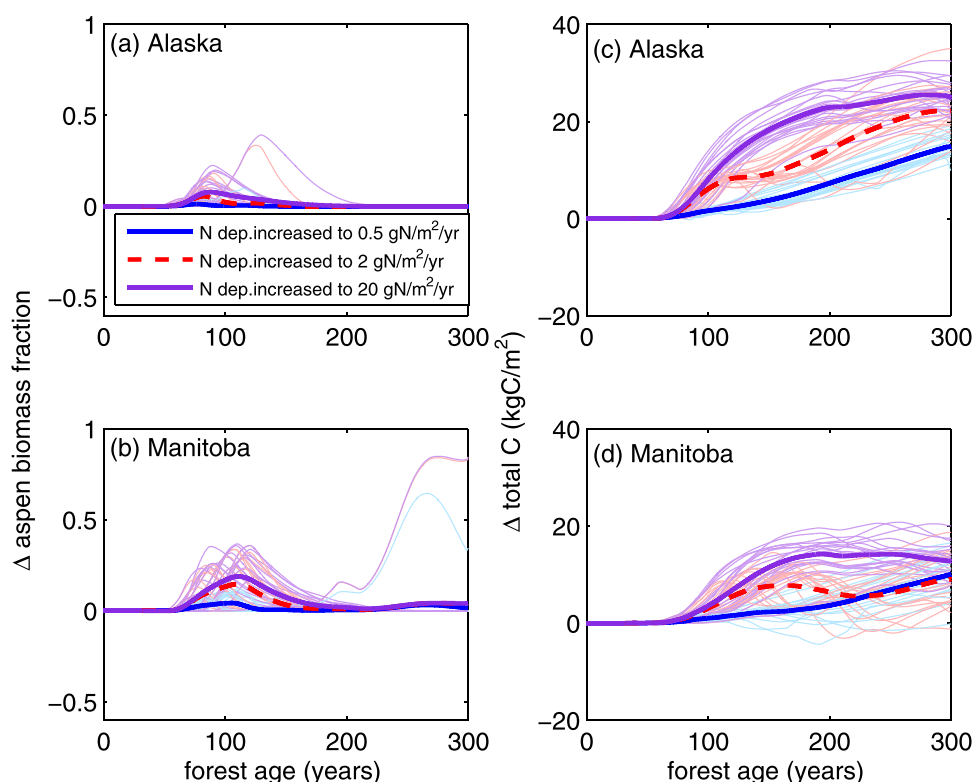 (a) Alaska
1
0.5
0
−0.5
0
100
200
300
N dep.increased to 0.5 gN/m²/yr
N dep.increased to 2 gN/m²/yr
N dep.increased to 20 gN/m²/yr
(c) Alaska
40
20
0
−20
0
100
200
300
(b) Manitoba
1
0.5
0
−0.5
0
100
200
300
forest age (years)
Δ aspen biomass fraction
(d) Manitoba
40
20
0
−20
0
100
200
300
forest age (years)
Δ total C (kgC/m²)